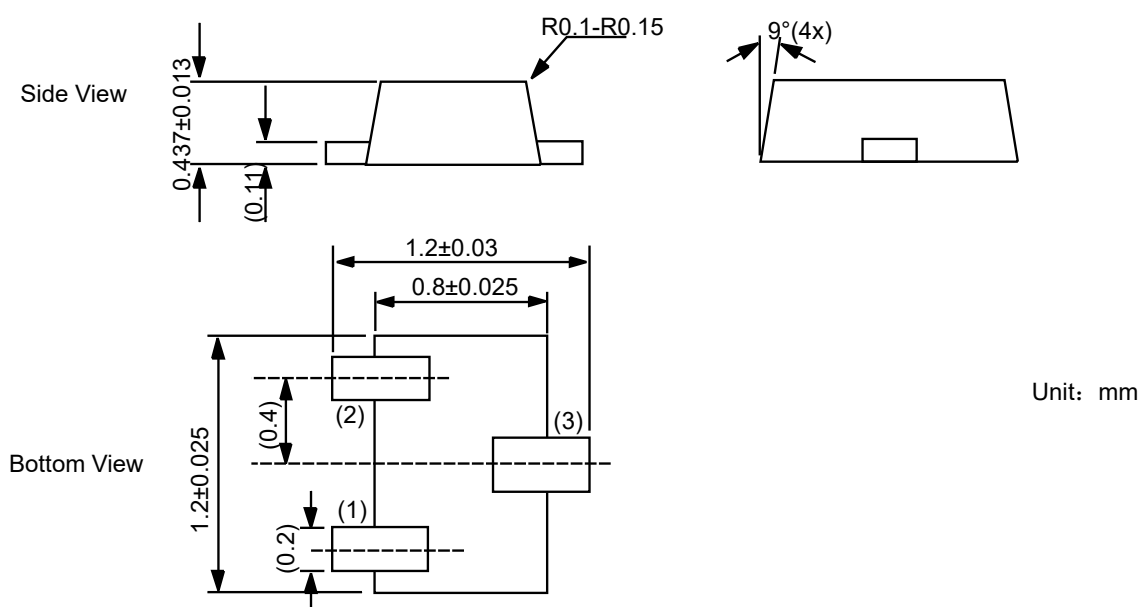 R0.1-R0.15
9°(4x)
Side View
0.437±0.013
(0.11)
1.2±0.03
0.8±0.025
Unit：mm
(0.4)
(2)
(3)
Bottom View
1.2±0.025
(1)
(0.2)